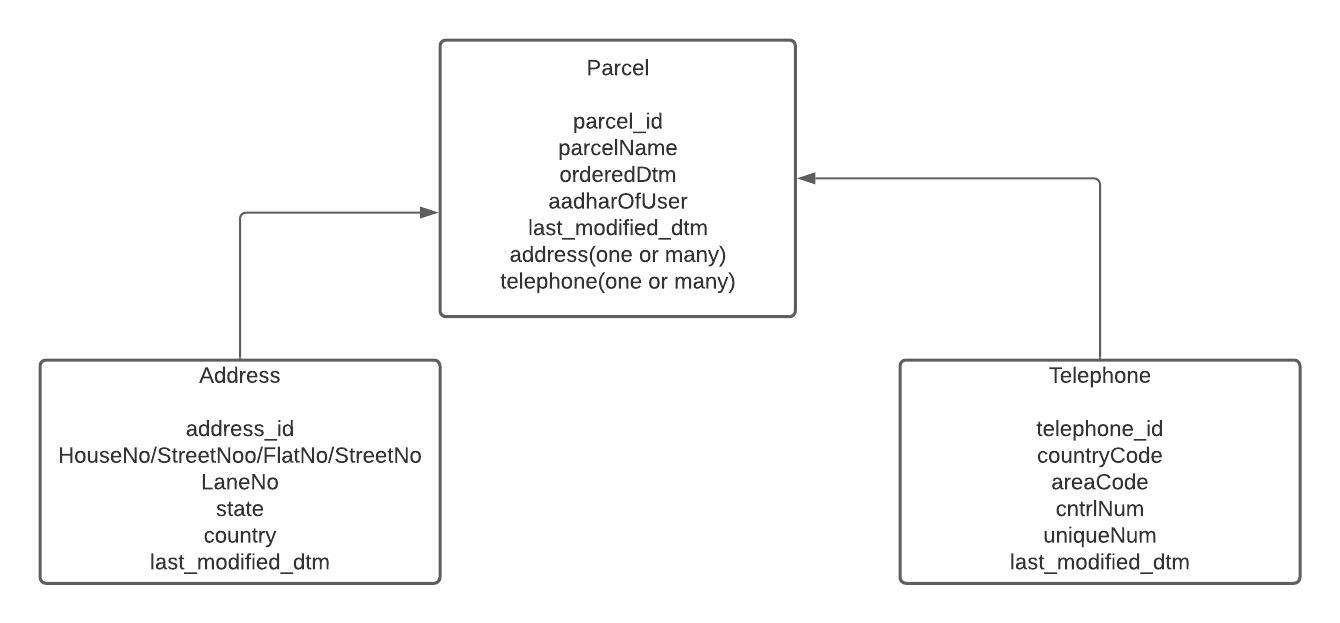 Parcel
parcel_id
parcelName
orderedDtm
aadharOfUser
last_modified_dtm
address(one or many)
telephone(one or many)
Address
address_id
HouseNo/StreetNoo/FlatNo/StreetNo
LaneNo
state
country
last_modified_dtm
Telephone
telephone_id
countryCode
areaCode
cntrlNum
uniqueNum
last_modified_dtm